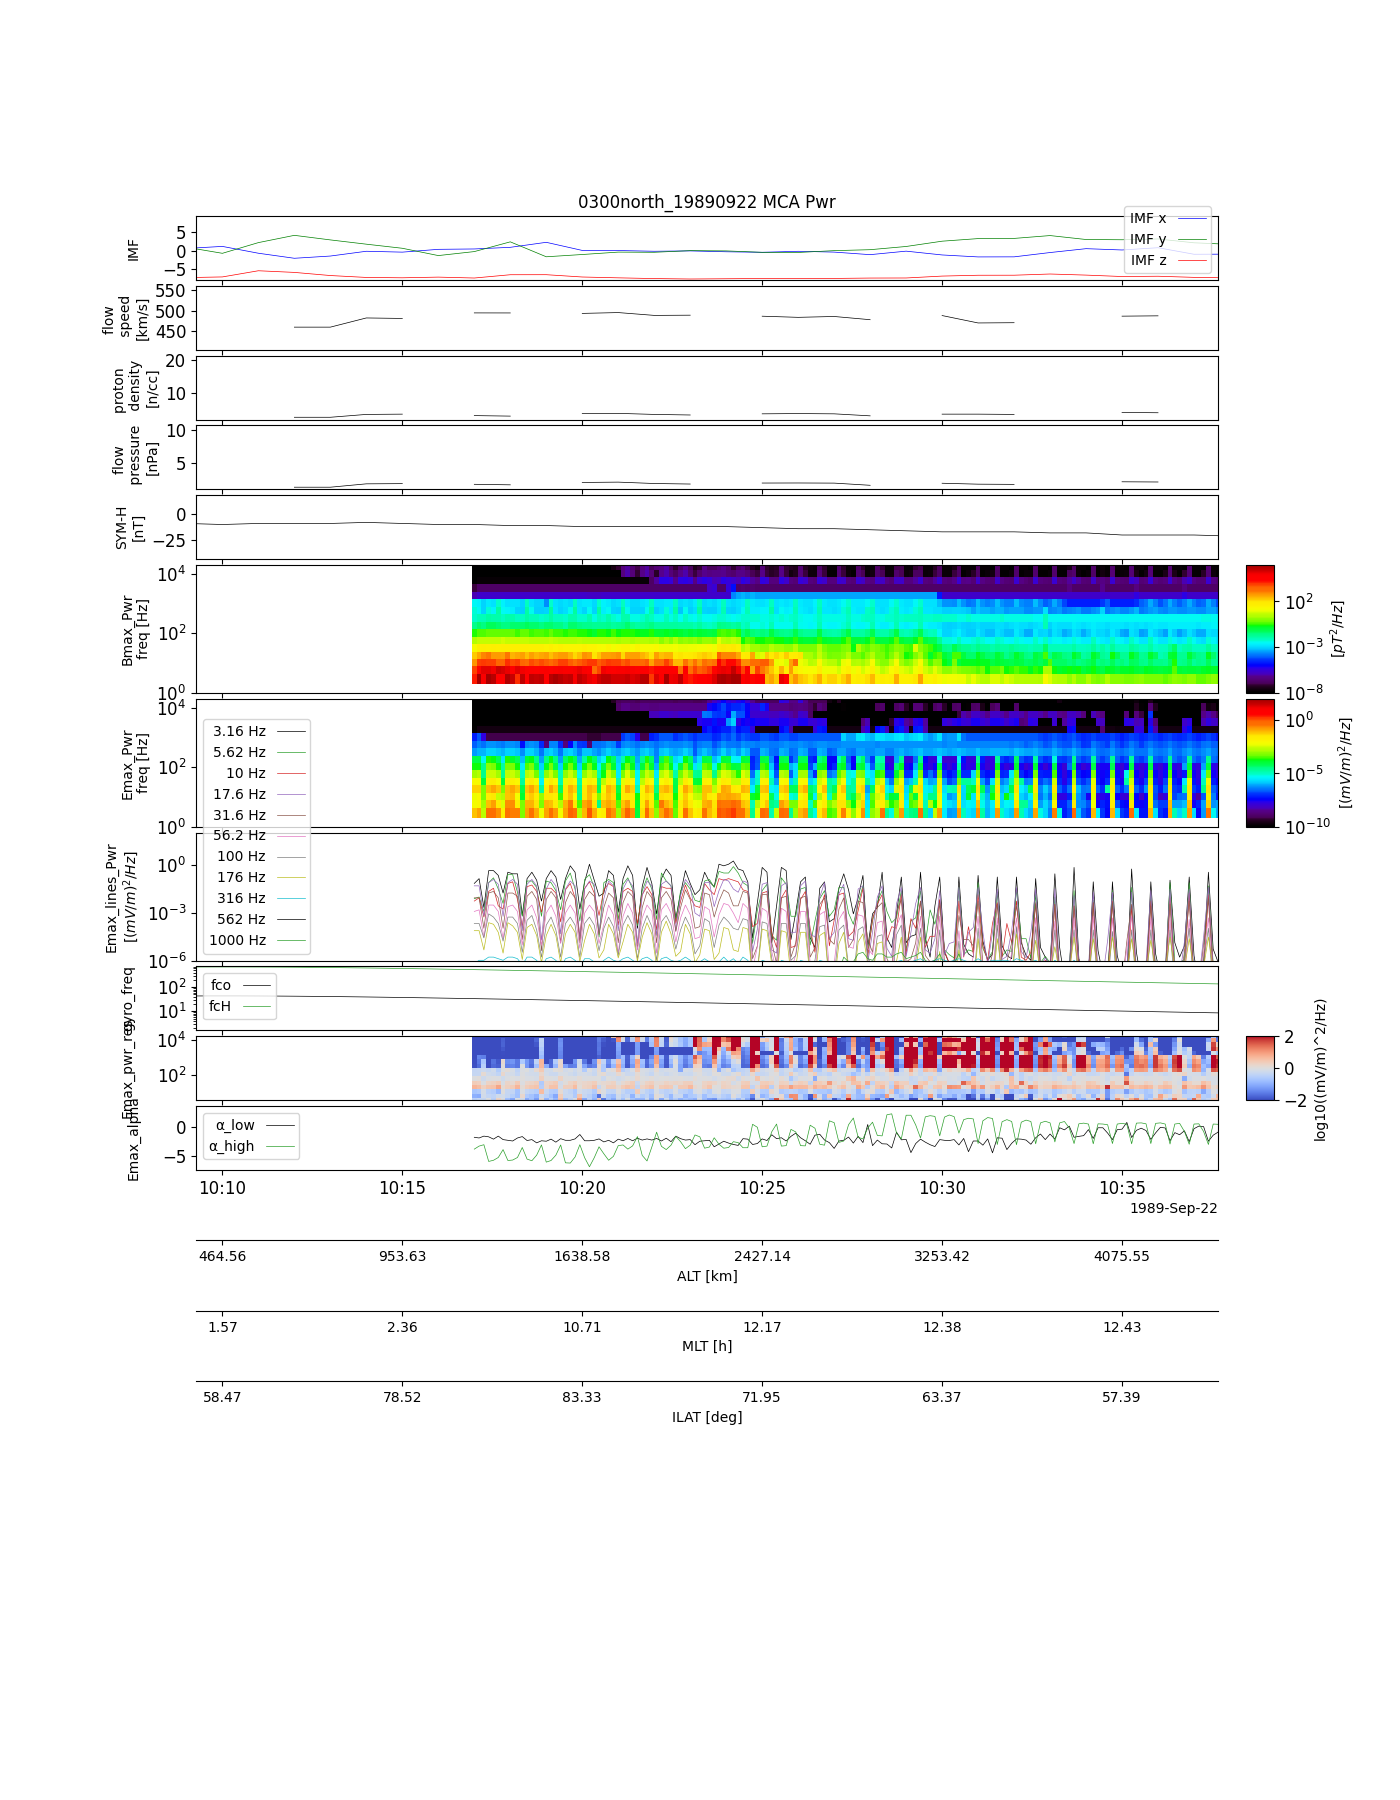 0300north_19890922 MCA Pwr
IMF
5
0
−5
IMF x
IMF y
IMF z
flow
speed
[km/s]
550
500
450
proton
density
[n/cc]
20
10
flow
pressure
[nPa]
10
5
SYM-H
[nT]
0
−25
Bmax_Pwr
freq [Hz]
10^4
10^2
10^0
10^2
10^−3
10^−8
[pT^2/Hz]
Emax_Pwr
freq [Hz]
10^4
10^2
10^0
10^0
10^−5
10^−10
[(mV/m)^2/Hz]
3.16 Hz
5.62 Hz
10 Hz
17.6 Hz
31.6 Hz
56.2 Hz
100 Hz
176 Hz
316 Hz
562 Hz
1000 Hz
Emax_lines_Pwr
[(mV/m)^2/Hz]
10^0
10^−3
10^−6
gyro_freq
10^2
10^1
fco
fcH
Emax_pwr_res
10^4
10^2
2
0
−2
log10((mV/m)^2/Hz)
Emax_alpha
0
−5
α_low
α_high
10:10 10:15 10:20 10:25 10:30 10:35
1989-Sep-22
464.56 953.63 1638.58 2427.14 3253.42 4075.55
ALT [km]
1.57 2.36 10.71 12.17 12.38 12.43
MLT [h]
58.47 78.52 83.33 71.95 63.37 57.39
ILAT [deg]